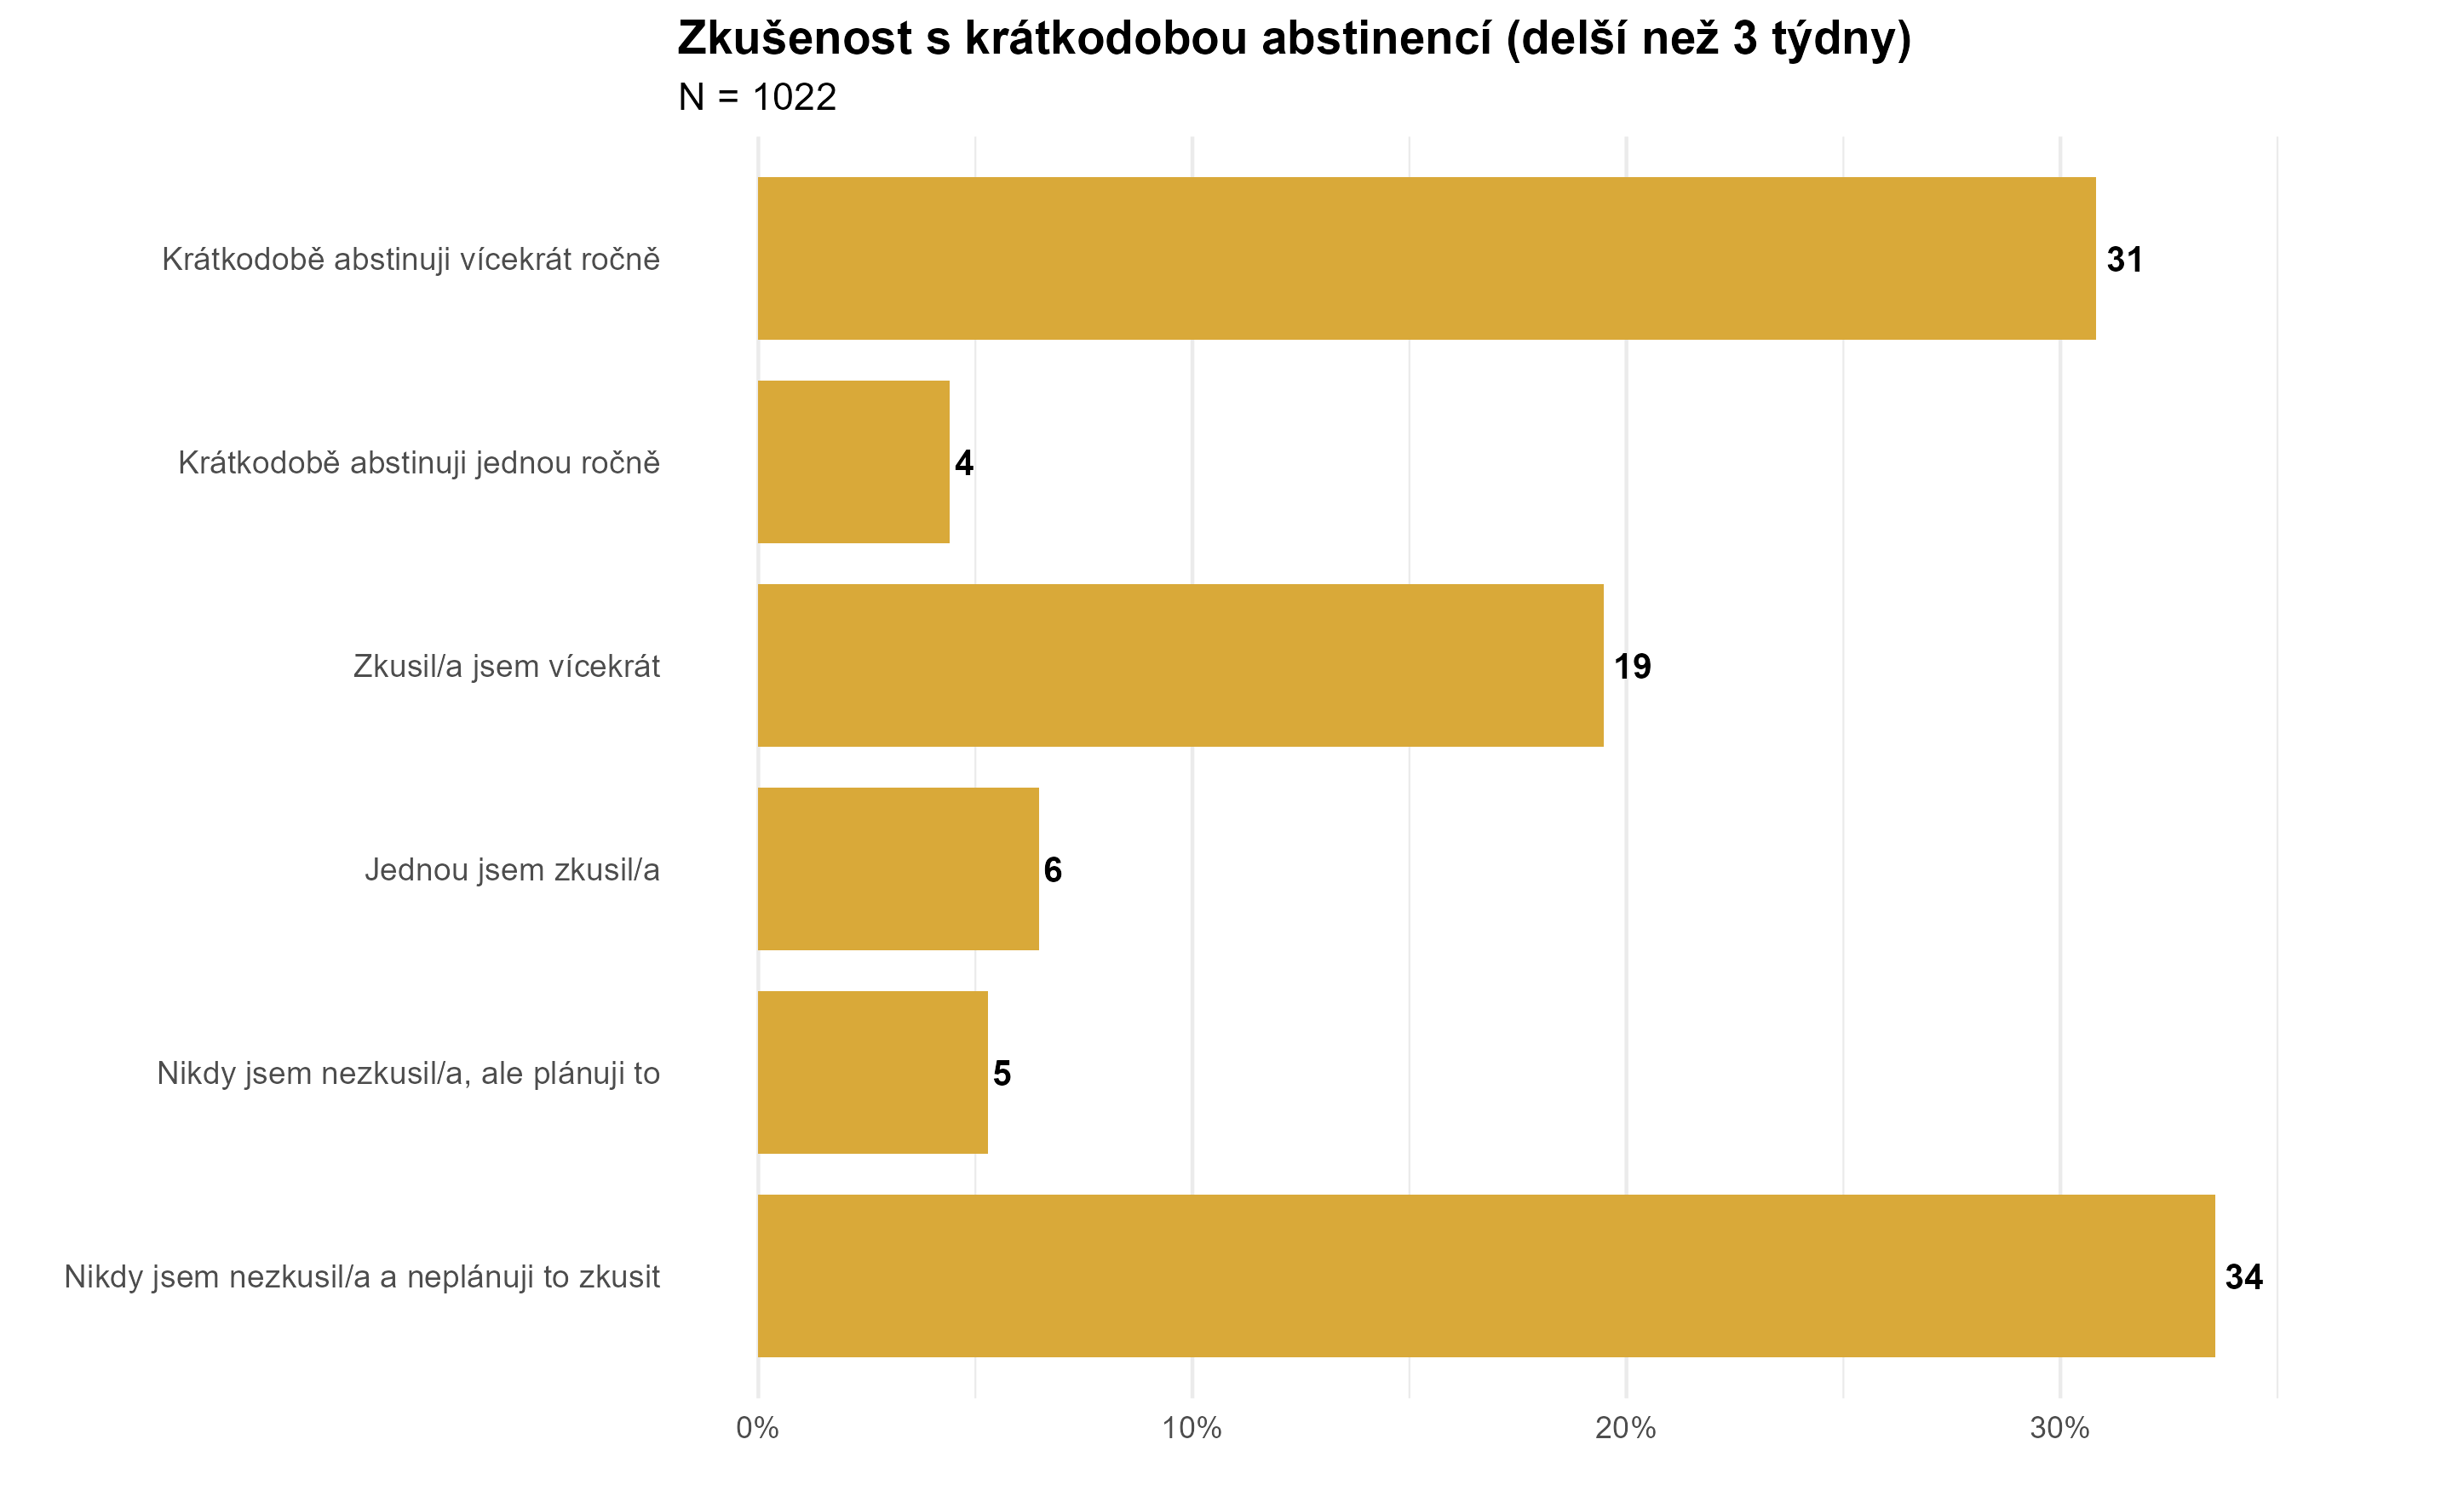 Zkušenost s krátkodobou abstinencí (delší než 3 týdny)
N = 1022
Krátkodobě abstinuji vícekrát ročně
31
Krátkodobě abstinuji jednou ročně
4
Zkusil/a jsem vícekrát
19
Jednou jsem zkusil/a
6
Nikdy jsem nezkusil/a, ale plánuji to
5
Nikdy jsem nezkusil/a a neplánuji to zkusit
34
0% 10% 20% 30%